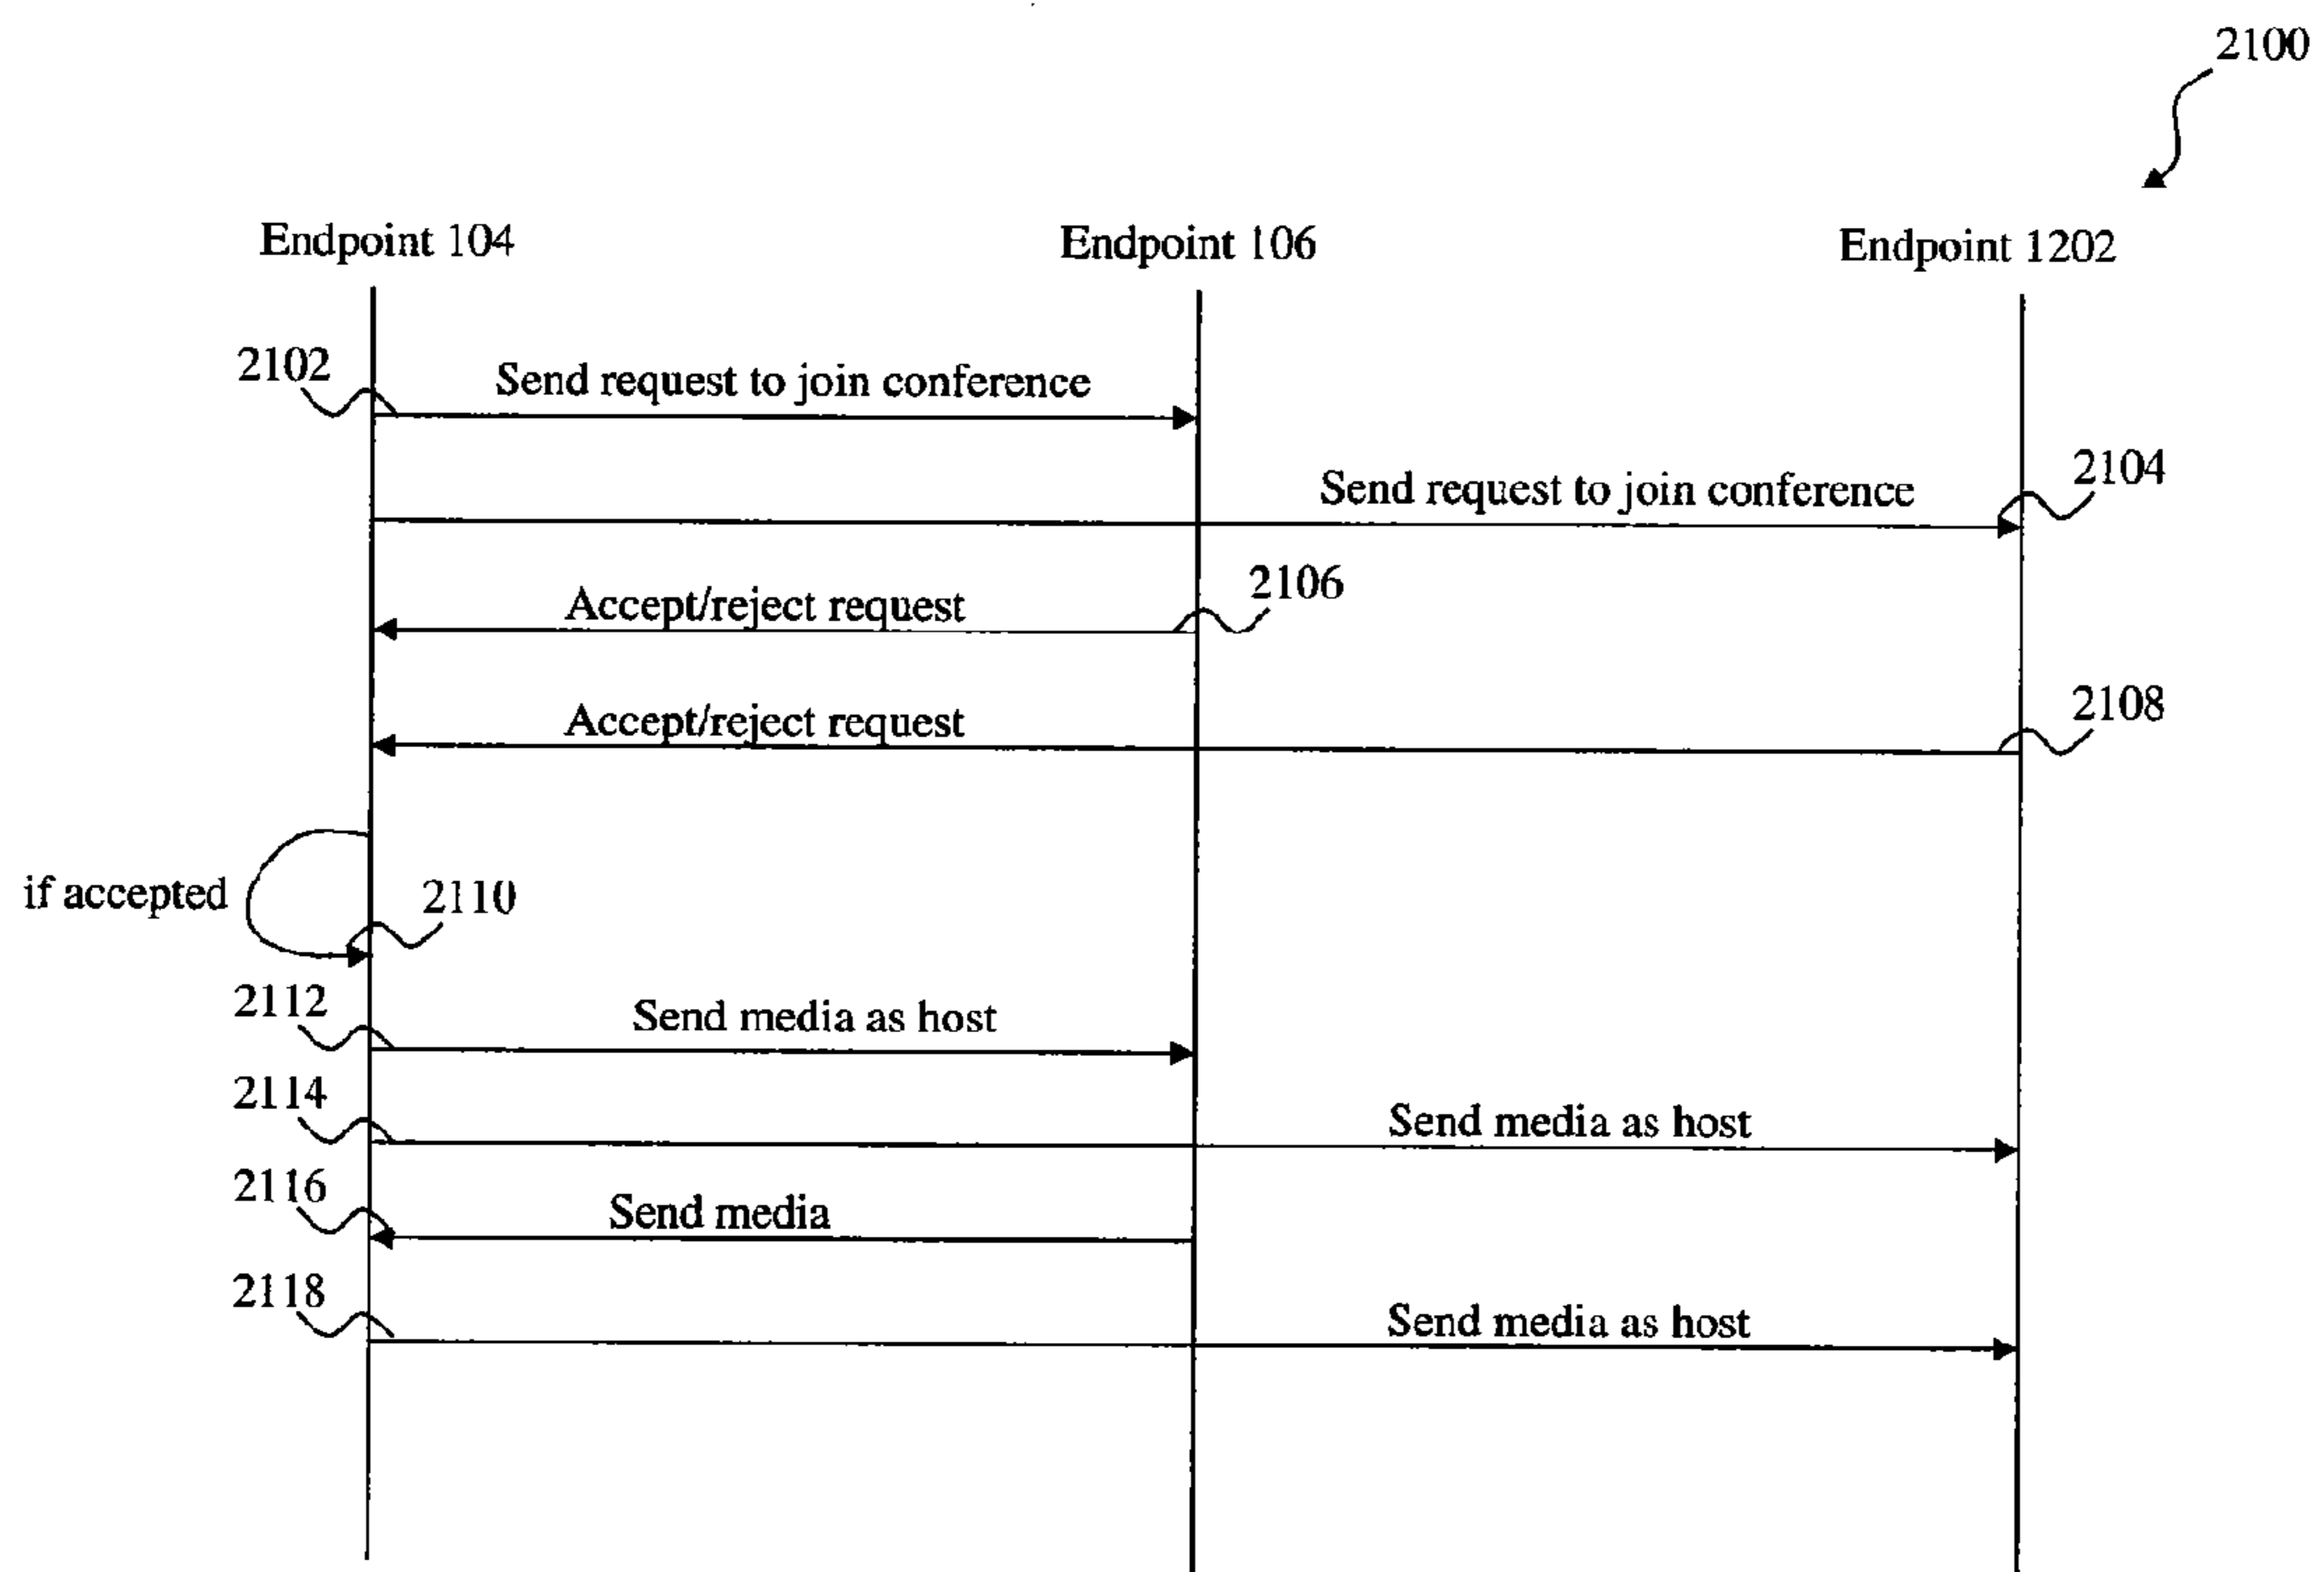 2100
Endpoint 104
Endpoint 106
Endpoint 1202
2102
Send request to join conference
Send request to join conference
2104
Accept/reject request
2106
Accept/reject request
2108
if accepted
2110
2112
Send media as host
2114
Send media as host
2116
Send media
2118
Send media as host